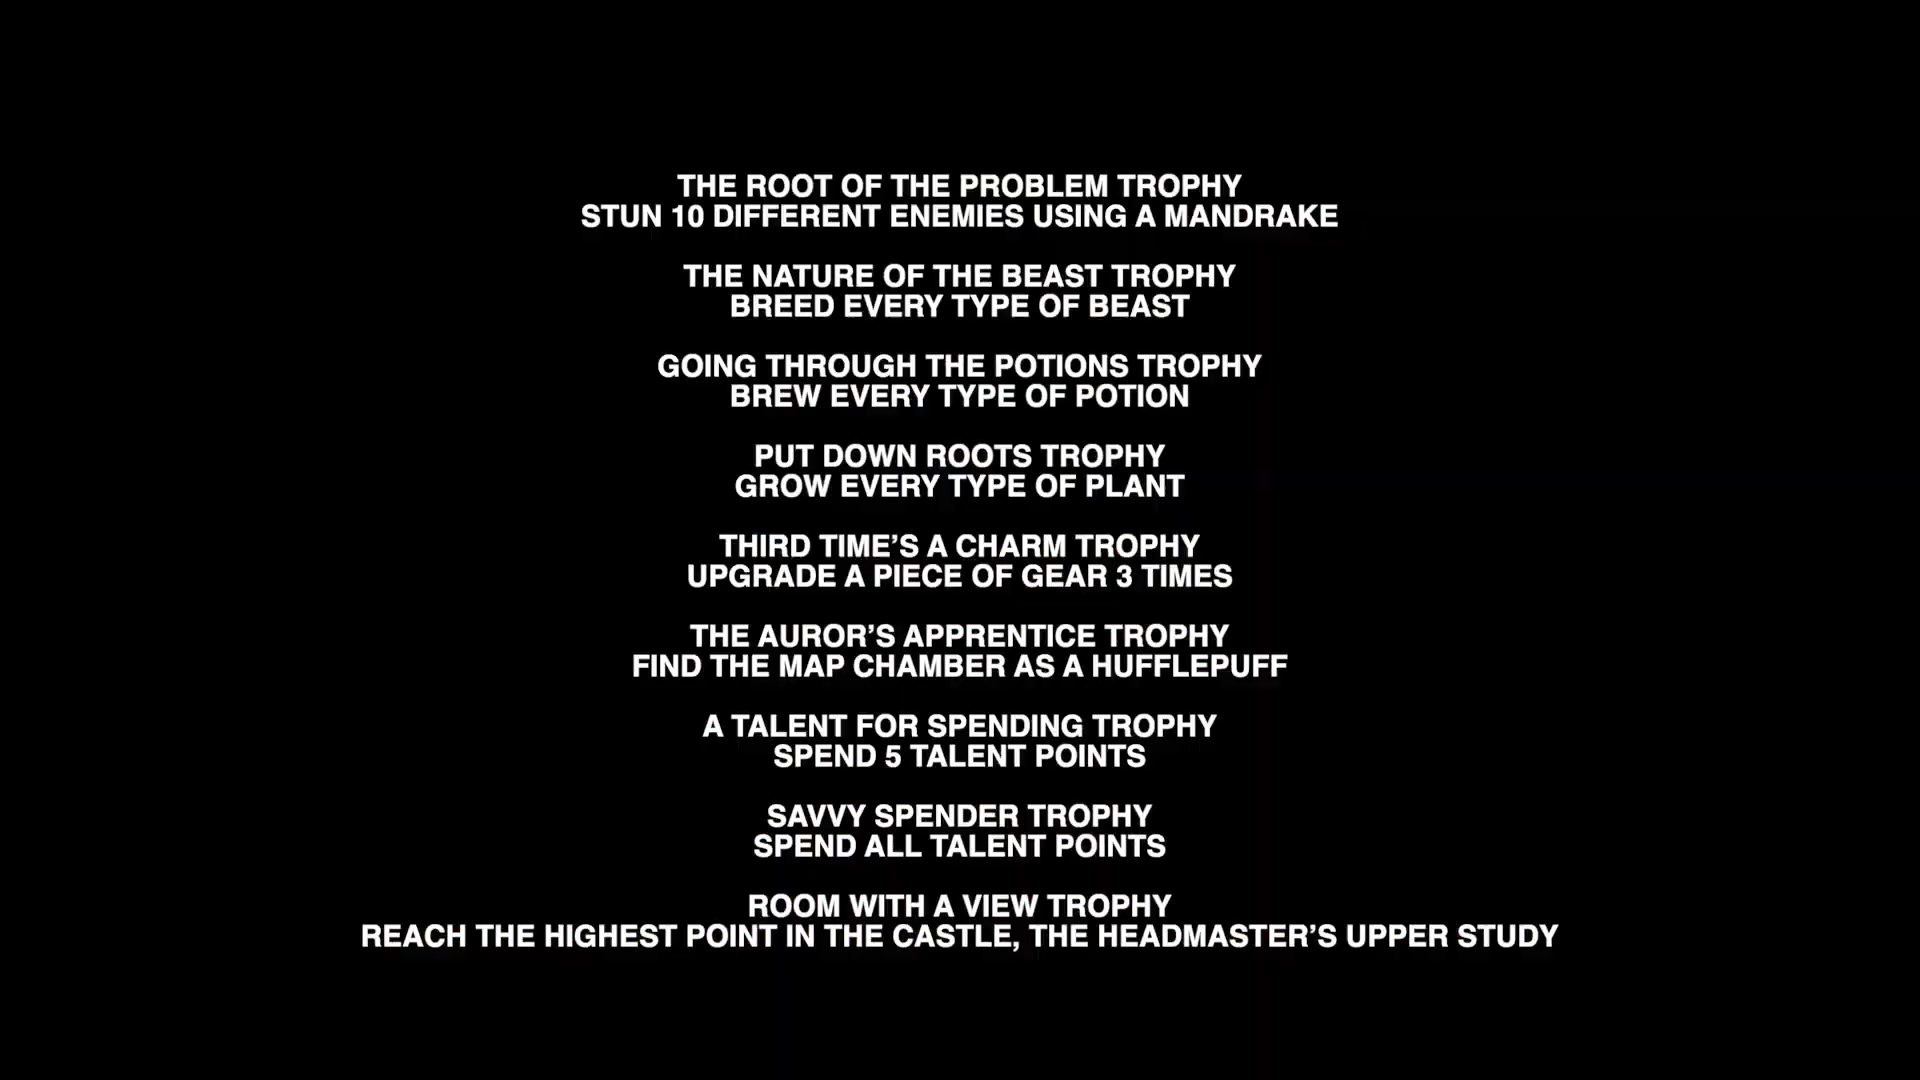 THE ROOT OF THE PROBLEM TROPHY
STUN 10 DIFFERENT ENEMIES USING A MANDRAKE
THE NATURE OF THE BEAST TROPHY
BREED EVERY TYPE OF BEAST
GOING THROUGH THE POTIONS TROPHY
BREW EVERY TYPE OF POTION
PUT DOWN ROOTS TROPHY
GROW EVERY TYPE OF PLANT
THIRD TIME’S A CHARM TROPHY
UPGRADE A PIECE OF GEAR 3 TIMES
THE AUROR’S APPRENTICE TROPHY
FIND THE MAP CHAMBER AS A HUFFLEPUFF
A TALENT FOR SPENDING TROPHY
SPEND 5 TALENT POINTS
SAVVY SPENDER TROPHY
SPEND ALL TALENT POINTS
ROOM WITH A VIEW TROPHY
REACH THE HIGHEST POINT IN THE CASTLE, THE HEADMASTER’S UPPER STUDY